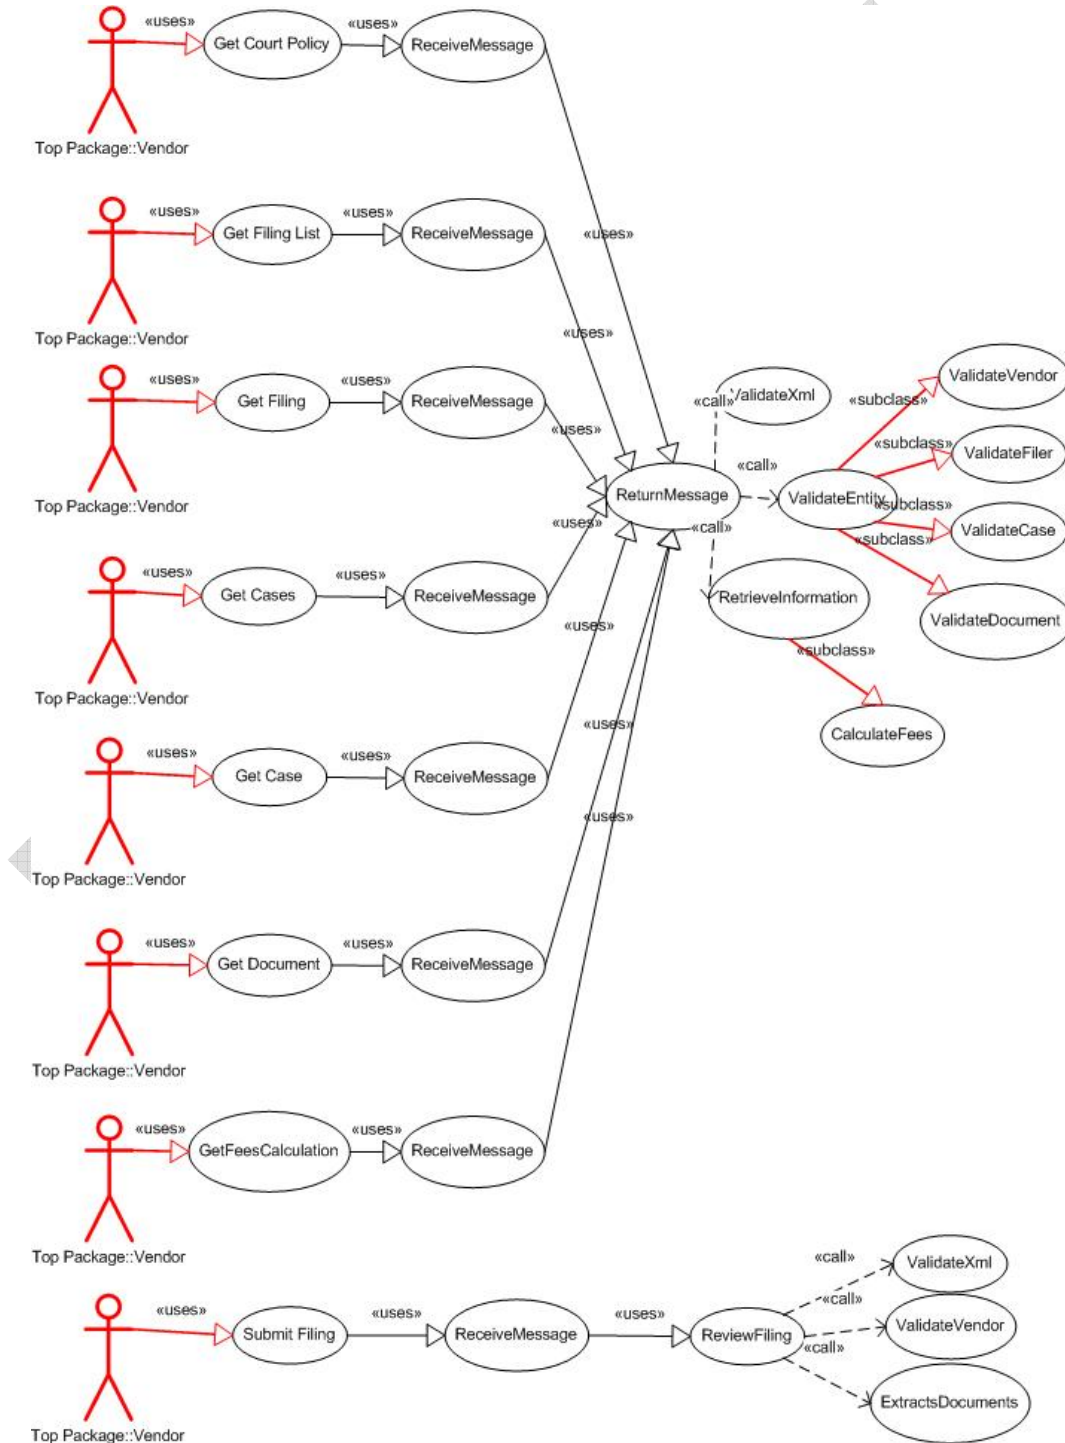 «uses»
«uses»
Get Court Policy
ReceiveMessage
Top Package::Vendor
«uses»
«uses»
Get Filing List
ReceiveMessage
«uses»
«uses»
Top Package::Vendor
«uses»
«uses»
Get Filing
ReceiveMessage
«uses»
Top Package::Vendor
ValidateXml
«call»
«call»
ReturnMessage
«call»
ValidateEntity
ValidateVendor
«subclass»
ValidateFiler
«subclass»
«subclass»
ValidateCase
«subclass»
ValidateDocument
RetrieveInformation
«subclass»
CalculateFees
«uses»
«uses»
«uses»
Get Cases
ReceiveMessage
«uses»
Top Package::Vendor
«uses»
«uses»
Get Case
ReceiveMessage
«uses»
«uses»
Top Package::Vendor
«uses»
«uses»
Get Document
ReceiveMessage
Top Package::Vendor
«uses»
«uses»
GetFeesCalculation
ReceiveMessage
Top Package::Vendor
«uses»
«uses»
«uses»
Submit Filing
ReceiveMessage
ReviewFiling
«call»
ValidateXml
«call»
ValidateVendor
«call»
ExtractsDocuments
Top Package::Vendor